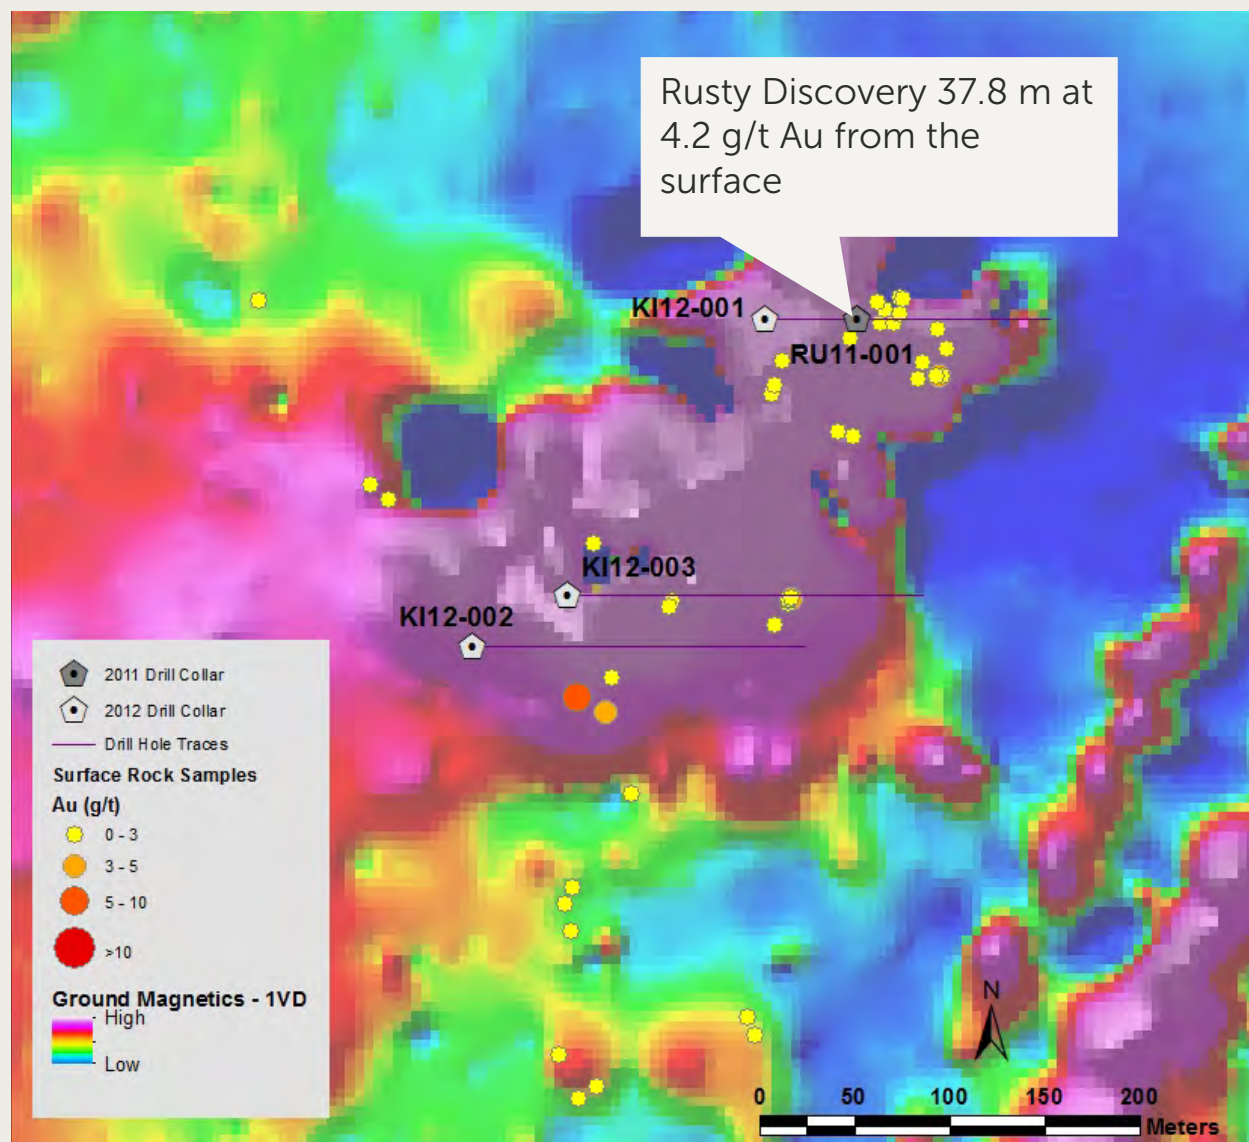 Rusty Discovery 37.8 m at
4.2 g/t Au from the
surface
KI12-001
RU11-001
KI12-003
KI12-002
2011 Drill Collar
2012 Drill Collar
Drill Hole Traces
Surface Rock Samples
Au (g/t)
0 - 3
3 - 5
5 - 10
>10
Ground Magnetics - 1VD
High
Low
N
0 50 100 150 200
Meters